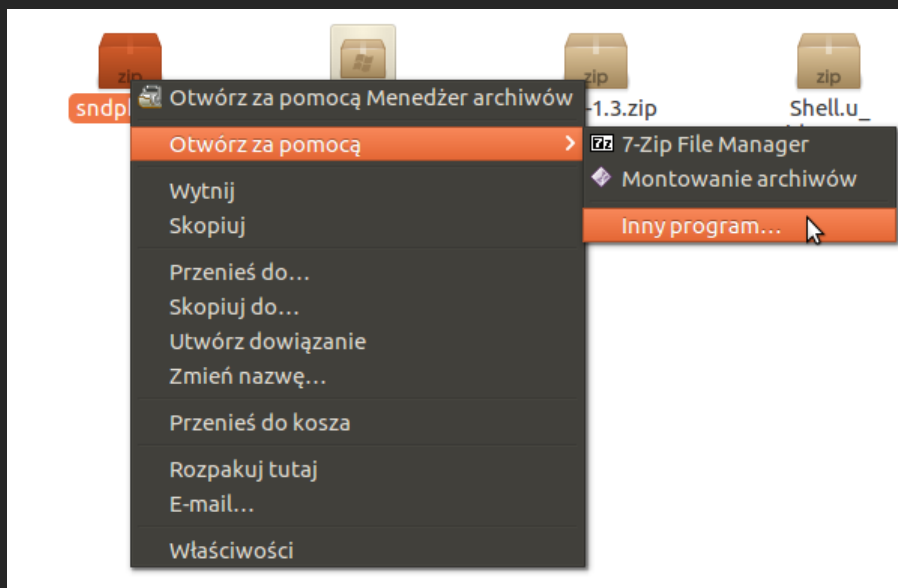 zip
zip
zip
sndpl
-1.3.zip
Shell.u_
Otwórz za pomocą Menedżer archiwów
Otwórz za pomocą
7-Zip File Manager
Montowanie archiwów
Inny program...
Wytnij
Skopiuj
Przenieś do...
Skopiuj do...
Utwórz dowiązanie
Zmień nazwę...
Przenieś do kosza
Rozpakuj tutaj
E-mail...
Właściwości